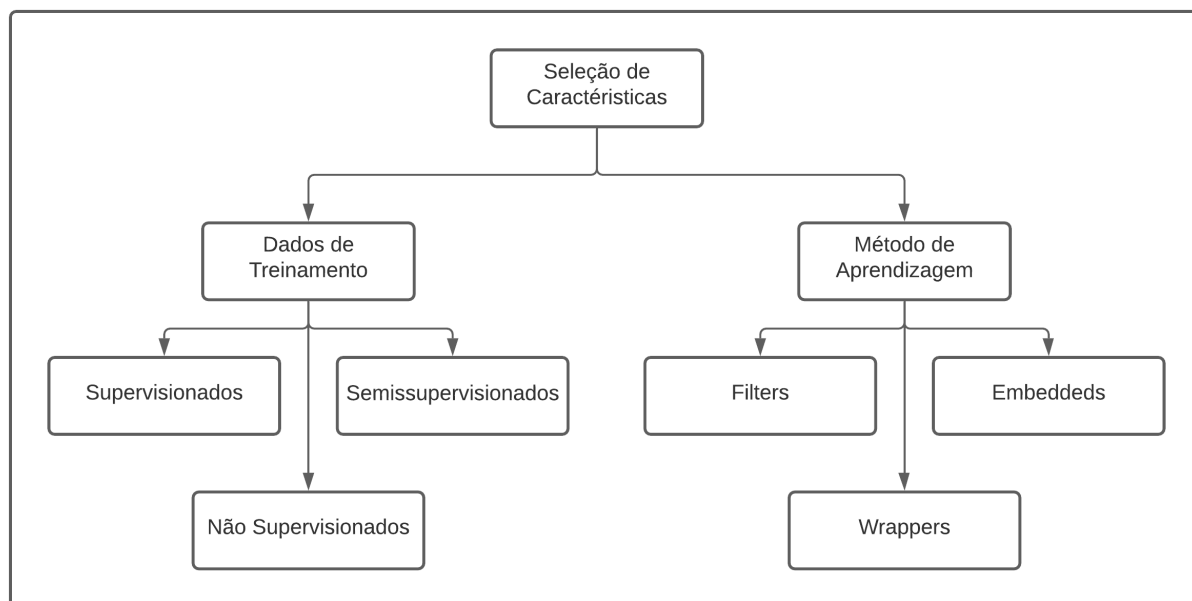 Seleção de
Caractéristicas
Dados de
Treinamento
Método de
Aprendizagem
Supervisionados
Semissupervisionados
Filters
Embeddeds
Não Supervisionados
Wrappers